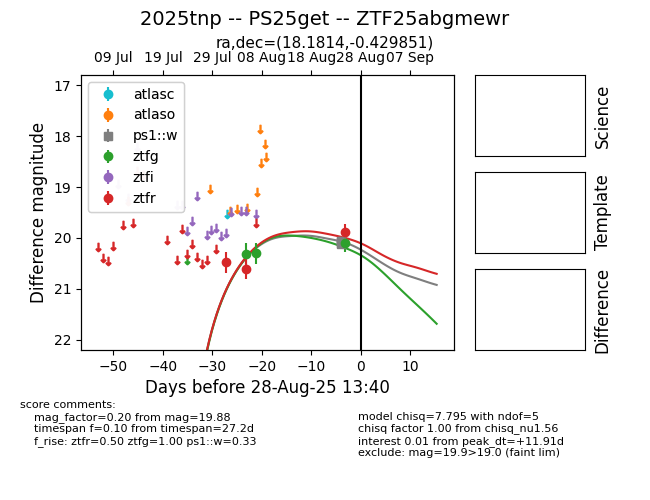 2025tnp -- PS25get -- ZTF25abgmewr
ra,dec=(18.1814,-0.429851)
09 Jul 19 Jul 29 Jul 08 Aug 18 Aug 28 Aug 07 Sep
17
18
19
20
21
22
Difference magnitude
atlasc
atlaso
ps1::w
ztfg
ztfi
ztfr
−50 −40 −30 −20 −10 0 10
Days before 28-Aug-25 13:40
Science
Template
Difference
score comments:
mag_factor=0.20 from mag=19.88
timespan f=0.10 from timespan=27.2d
f_rise: ztfr=0.50 ztfg=1.00 ps1::w=0.33
model chisq=7.795 with ndof=5
chisq factor 1.00 from chisq_nu1.56
interest 0.01 from peak_dt=+11.91d
exclude: mag=19.9>19.0 (faint lim)